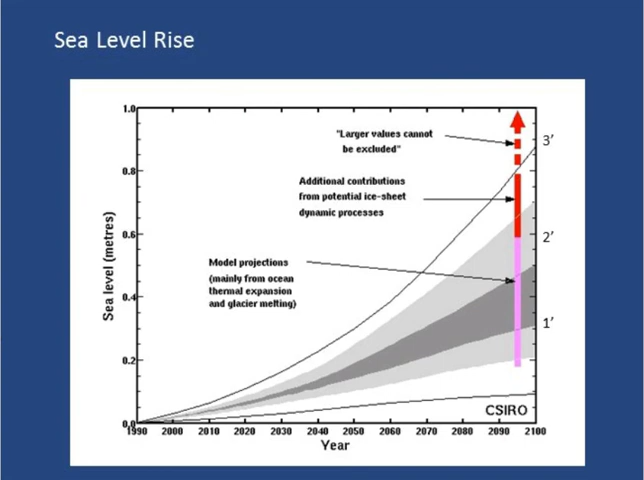 Sea Level Rise
1.0
"Larger values cannot
be excluded"
3'
0.8
Additional contributions
from potential ice-sheet
dynamic processes
0.6
2'
Model projections
(mainly from ocean
thermal expansion
and glacier melting)
0.4
1'
0.2
CSIRO
0.0
1990 2000 2010 2020 2030 2040 2050 2060 2070 2080 2090 2100
Year
Sea level (metres)